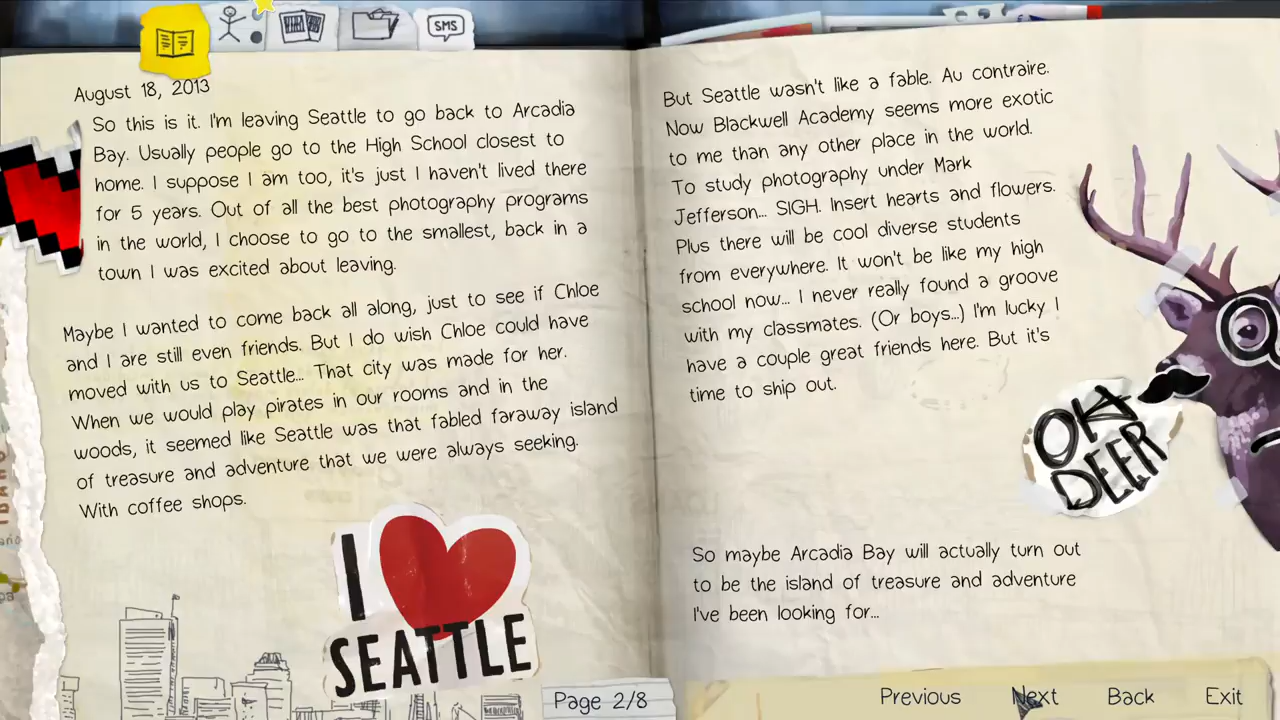 SMS
August 18, 2013
So this is it. I'm leaving Seattle to go back to Arcadia
Bay. Usually people go to the High School closest to
home. I suppose I am too, it's just I haven't lived there
for 5 years. Out of all the best photography programs
in the world, I choose to go to the smallest, back in a
town I was excited about leaving.
Maybe I wanted to come back all along, just to see if Chloe
and I are still even friends. But I do wish Chloe could have
moved with us to Seattle... That city was made for her.
When we would play pirates in our rooms and in the
woods, it seemed like Seattle was that fabled faraway island
of treasure and adventure that we were always seeking.
With coffee shops.
I
SEATTLE
But Seattle wasn't like a fable. Au contraire.
Now Blackwell Academy seems more exotic
to me than any other place in the world.
To study photography under Mark
Jefferson... SIGH. Insert hearts and flowers.
Plus there will be cool diverse students
from everywhere. It won't be like my high
school now... I never really found a groove
with my classmates. (Or boys...) I'm lucky I
have a couple great friends here. But it's
time to ship out.
OH
DEER
So maybe Arcadia Bay will actually turn out
to be the island of treasure and adventure
I've been looking for...
Page 2/8
Previous Next Back Exit